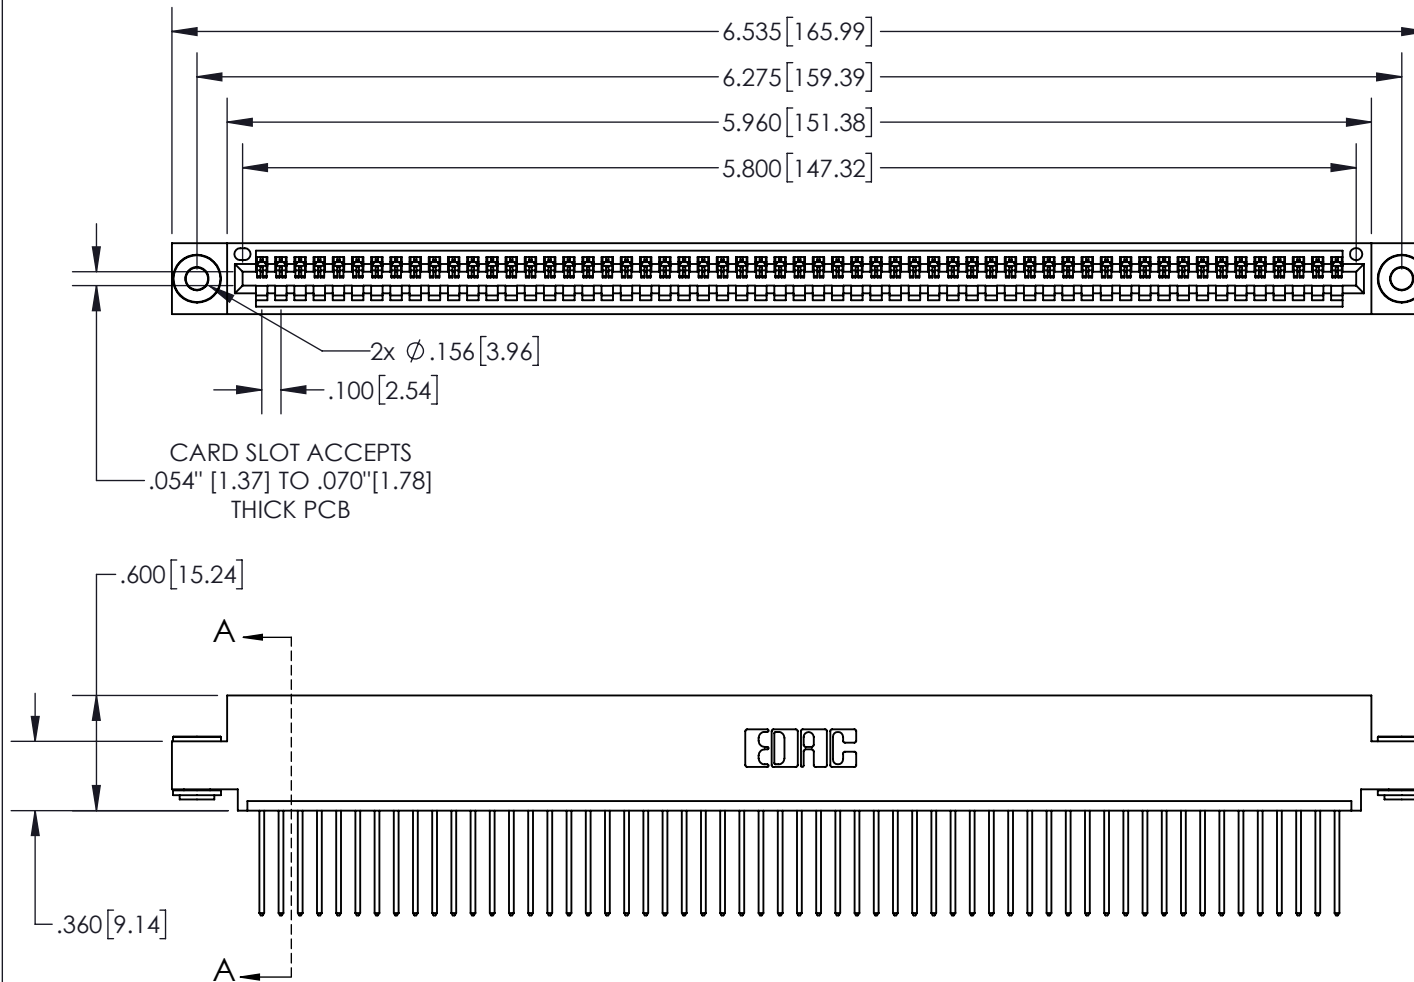 6.535[165.99]
6.275[159.39]
5.960[151.38]
5.800[147.32]
2x Ø.156[3.96]
.100[2.54]
CARD SLOT ACCEPTS
.054" [1.37] TO .070"[1.78]
THICK PCB
.600[15.24]
A
EDAC
.360[9.14]
A